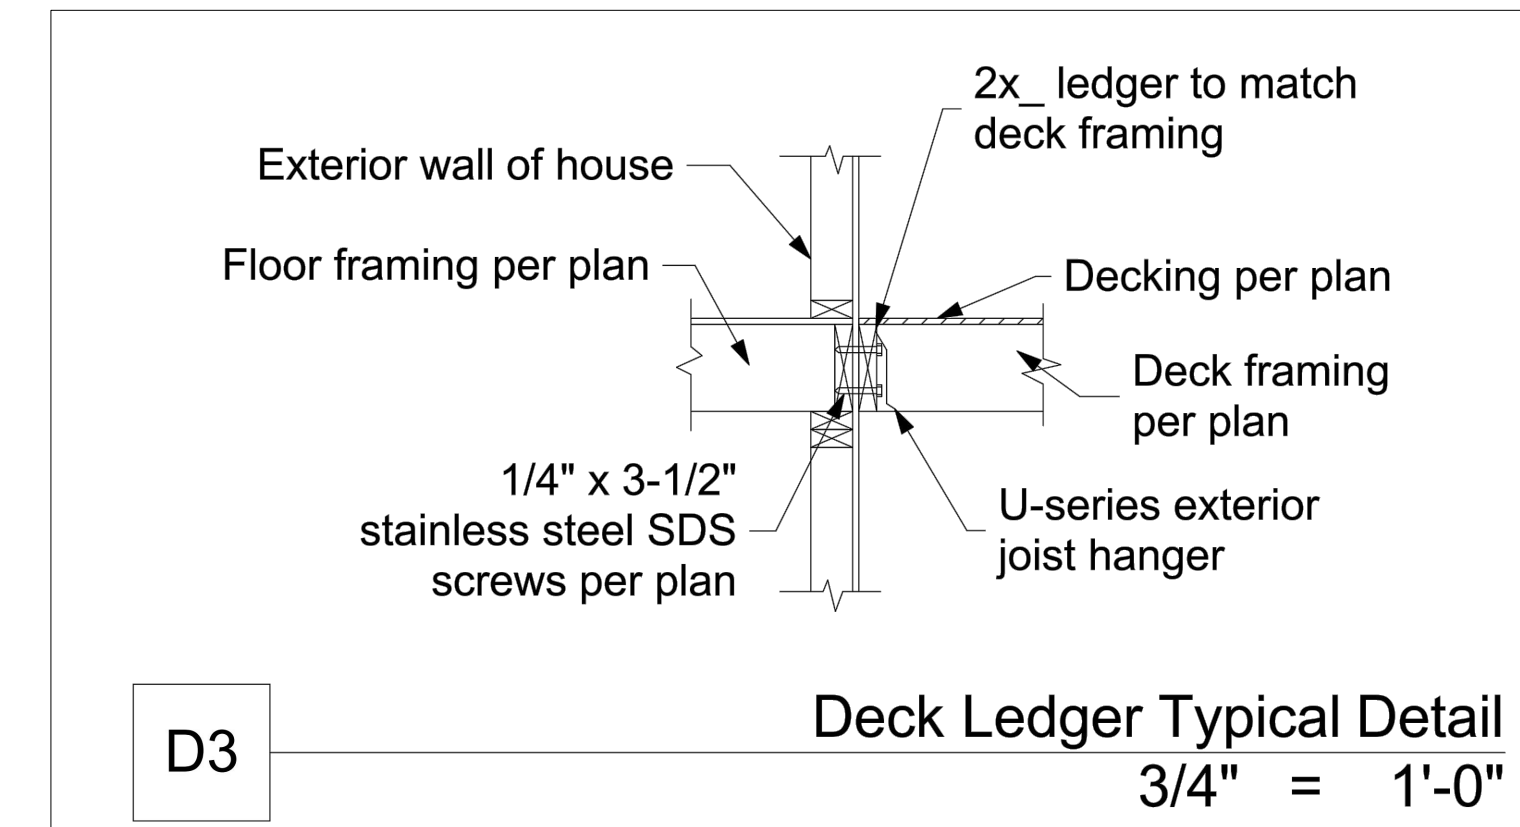 2x_ ledger to match
deck framing
Exterior wall of house
Floor framing per plan
Decking per plan
Deck framing
per plan
1/4" x 3-1/2"
stainless steel SDS
screws per plan
U-series exterior
joist hanger
D3
Deck Ledger Typical Detail
3/4" = 1'-0"